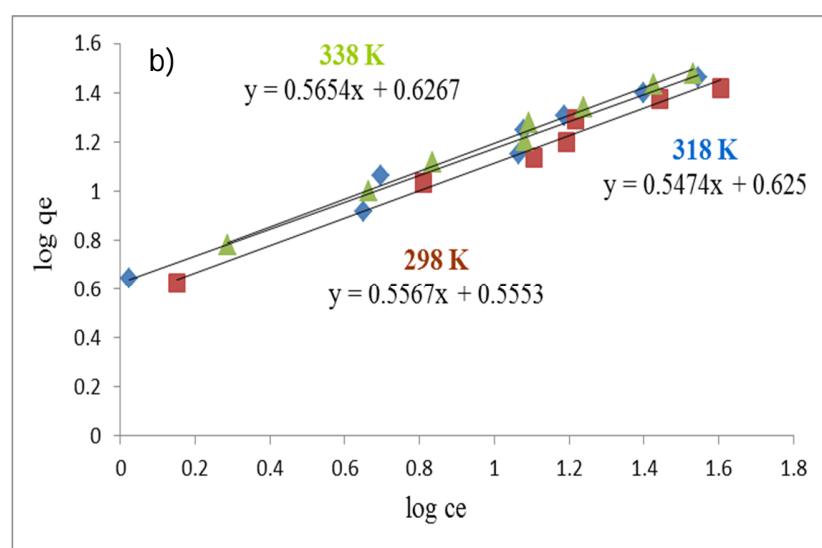 b)
338 K
y = 0.5654x + 0.6267
318 K
y = 0.5474x + 0.625
298 K
y = 0.5567x + 0.5553
log qe
1.6
1.4
1.2
1
0.8
0.6
0.4
0.2
0
0 0.2 0.4 0.6 0.8 1 1.2 1.4 1.6 1.8
log ce